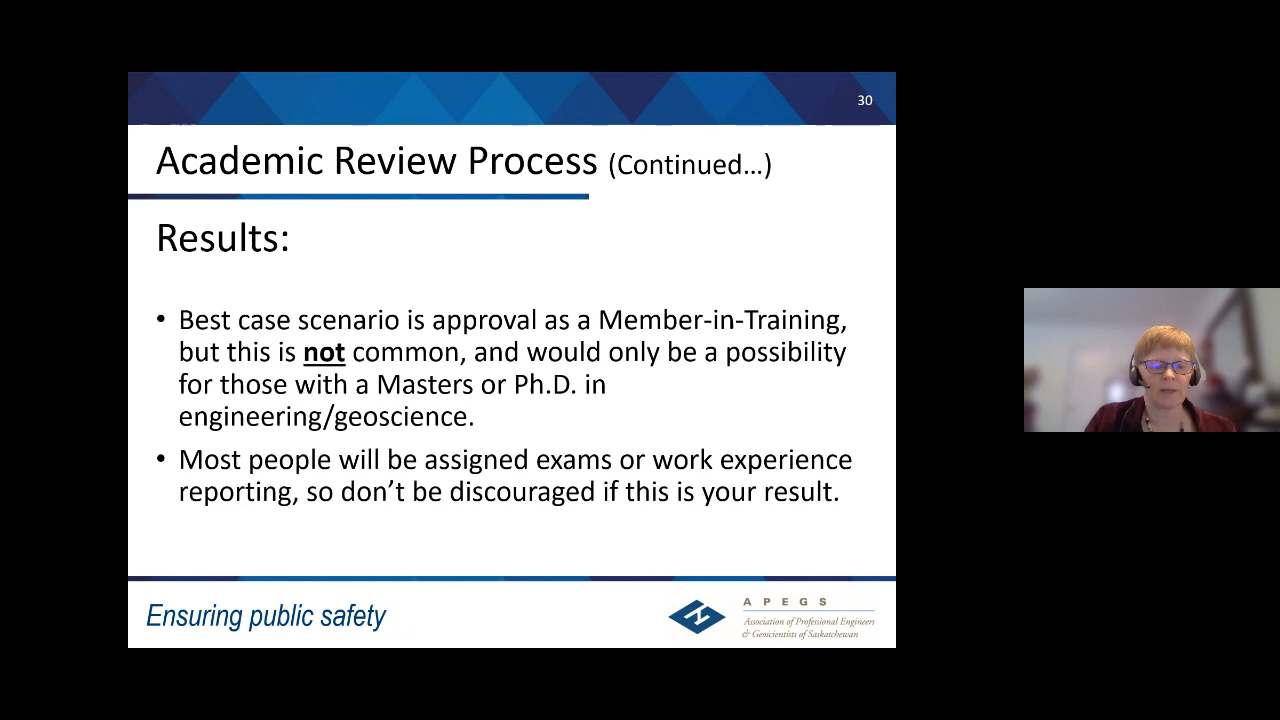 30
Academic Review Process (Continued…)
Results:
• Best case scenario is approval as a Member-in-Training,
but this is not common, and would only be a possibility
for those with a Masters or Ph.D. in
engineering/geoscience.
• Most people will be assigned exams or work experience
reporting, so don’t be discouraged if this is your result.
Ensuring public safety
APEGS
Association of Professional Engineers
& Geoscientists of Saskatchewan